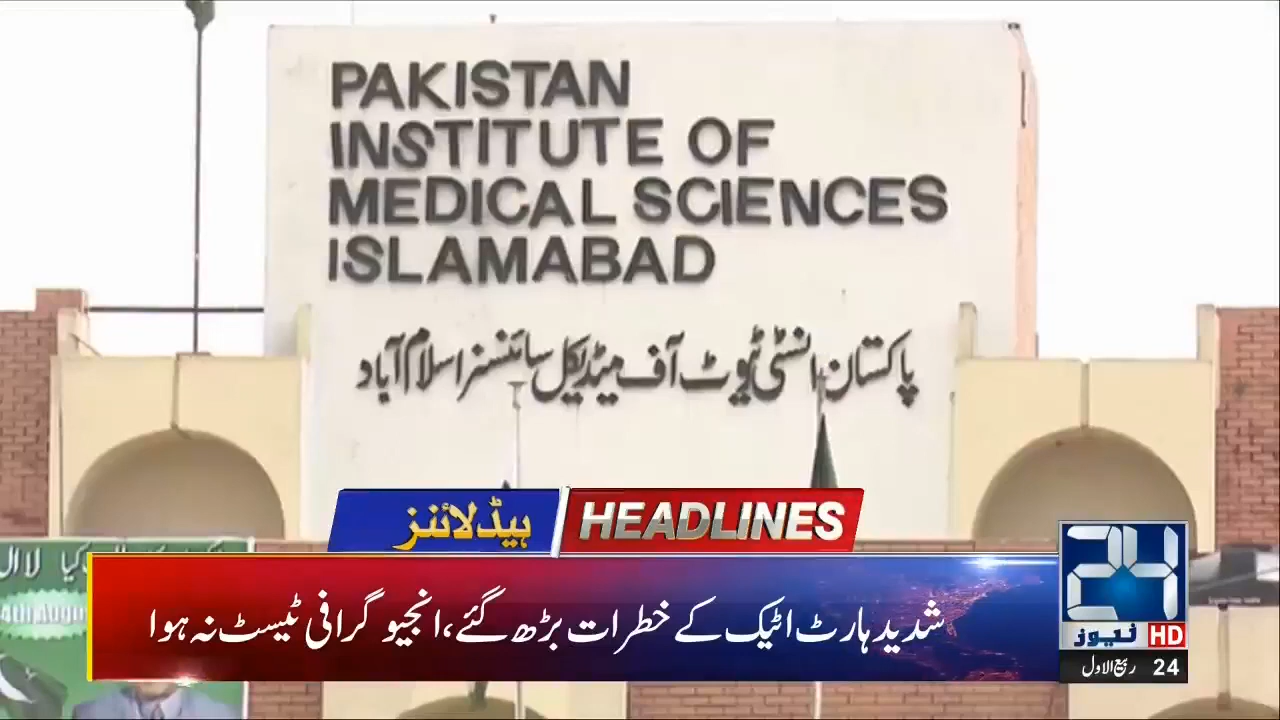 PAKISTAN
INSTITUTE OF
MEDICAL SCIENCES
ISLAMABAD
پاکستان انسٹی ٹیوٹ آف میڈیکل سائنسز اسلام آباد
ہیڈلائنز HEADLINES
شدید ہارٹ اٹیک کے خطرات بڑھ گئے، انجیو گرافی ٹیسٹ نہ ہوا
24
نیوز HD
24 ربیع الاول